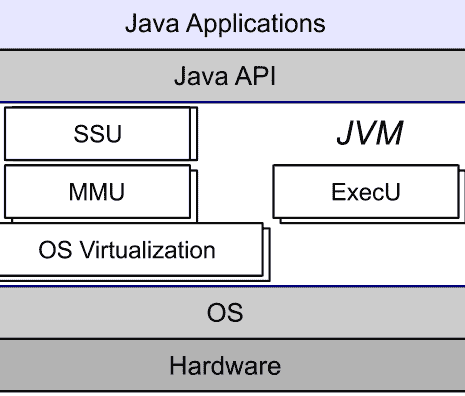 Java Applications
Java API
SSU
JVM
MMU
ExecU
OS Virtualization
OS
Hardware